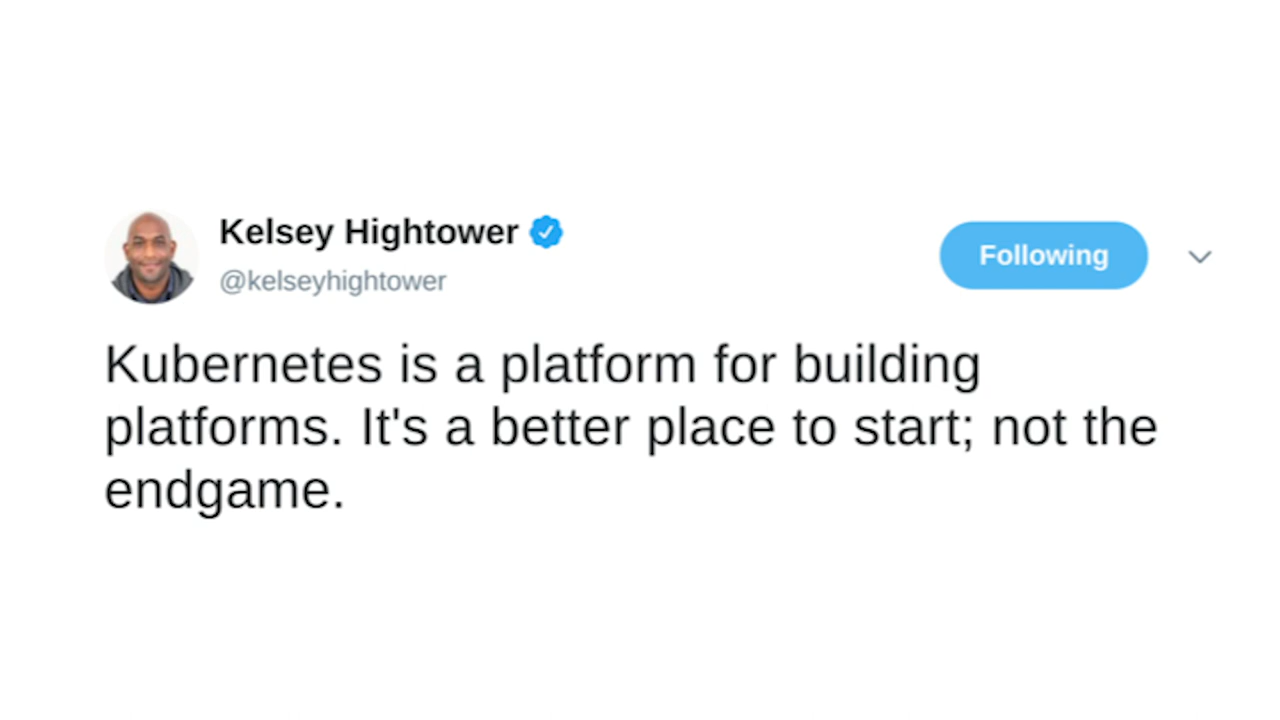 Kelsey Hightower
@kelseyhightower
Following
Kubernetes is a platform for building
platforms. It's a better place to start; not the
endgame.